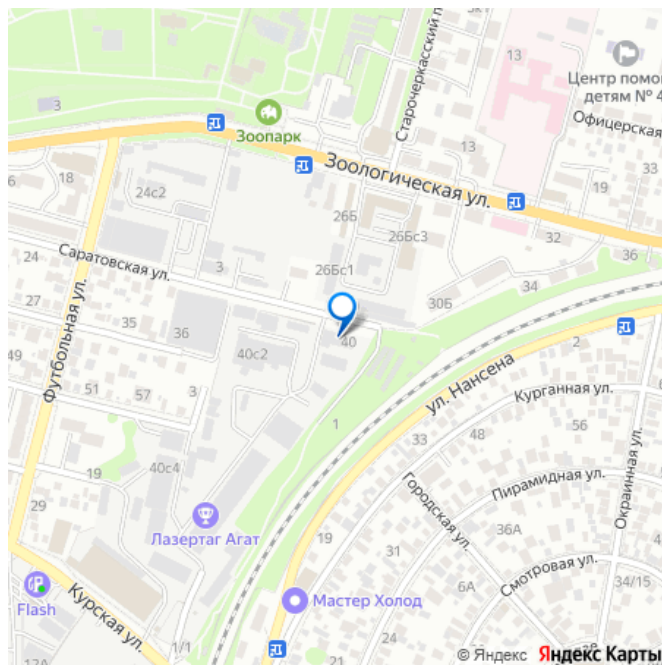 Старочеркасский п
13
Центр помо
детям № 4
Офицерская
3
Зоопарк
Зоологическая ул.
13
19
33
6
18
24с2
26Б
26Бс3
32
36
24
Саратовская ул.
3
26Бс1
34
30Б
27
35
36
40
2
40с2
ул. Нансена
49
Футбольная ул.
51
57
3
Курганная ул.
1
33
48
56
Окраинная ул.
19
40с4
Городская ул.
Пирамидная ул.
29
21
36А
Лазертаг Агат
31
Смотровая ул.
19
6А
34/15
Flash
Мастер Холод
Курская ул.
1/1
12А
© Яндекс Яндекс Карты